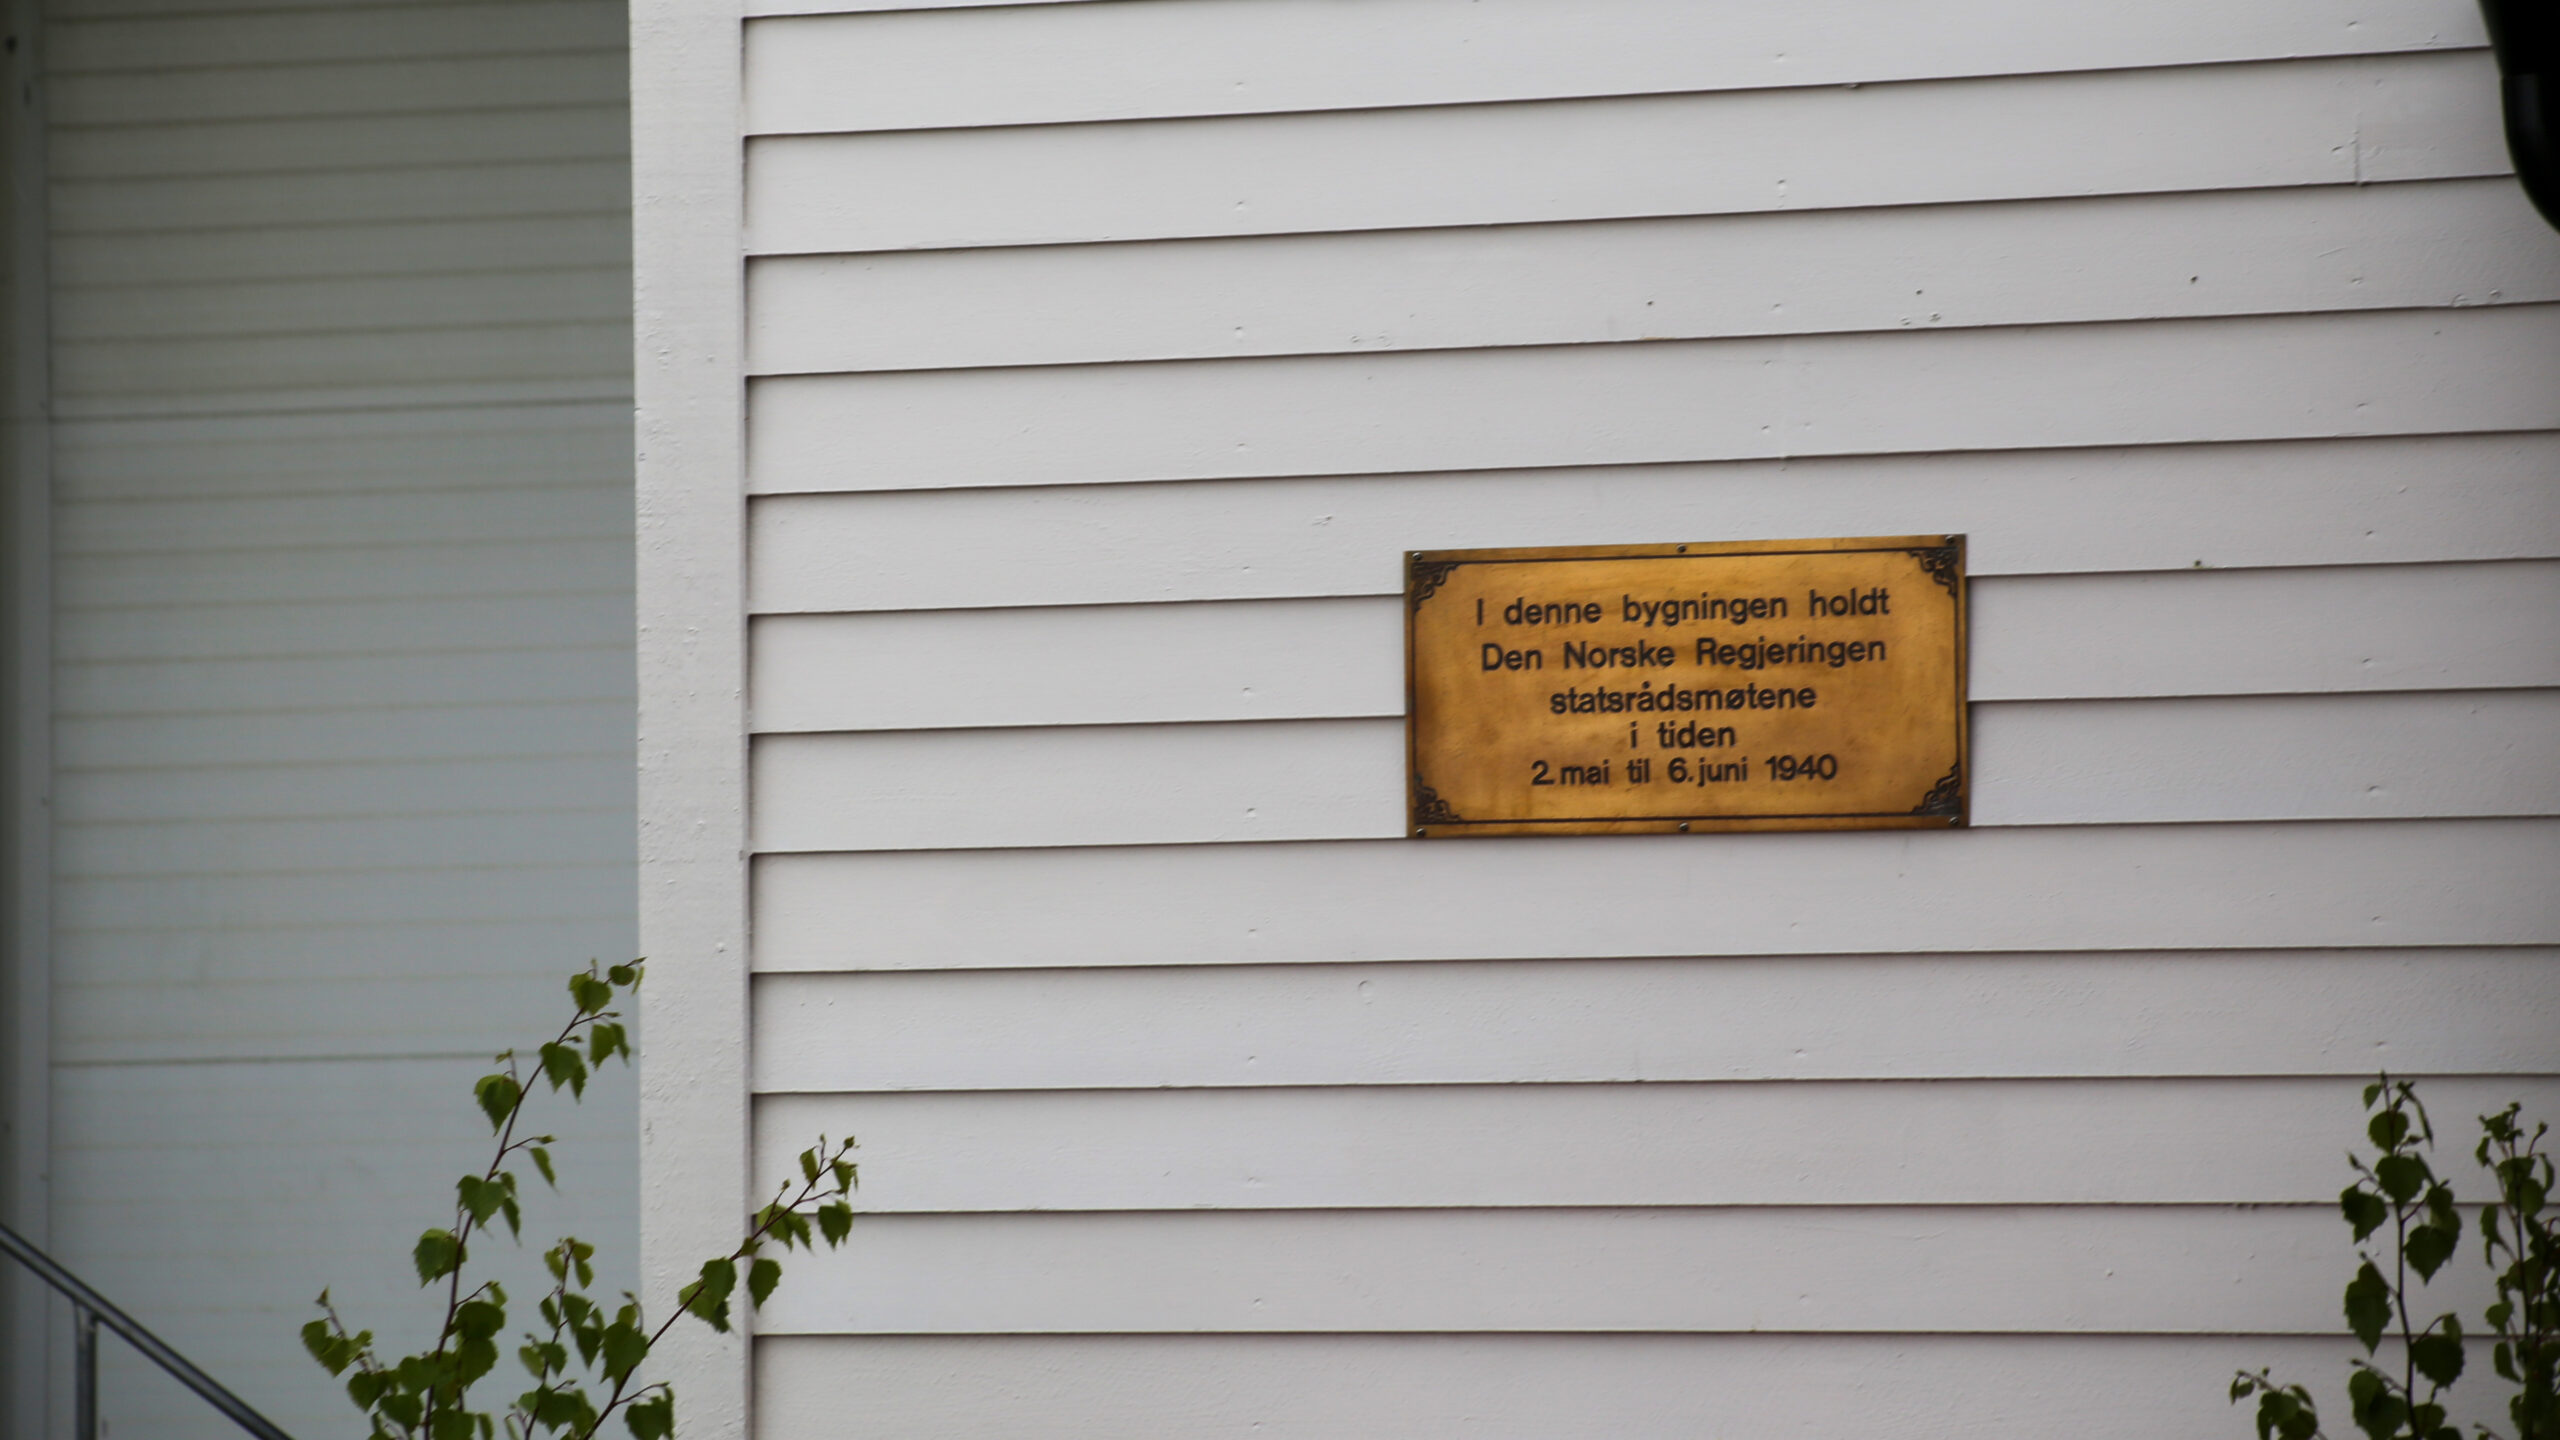 I denne bygningen holdt
Den Norske Regjeringen
statsrådsmøtene
i tiden
2. mai til 6. juni 1940